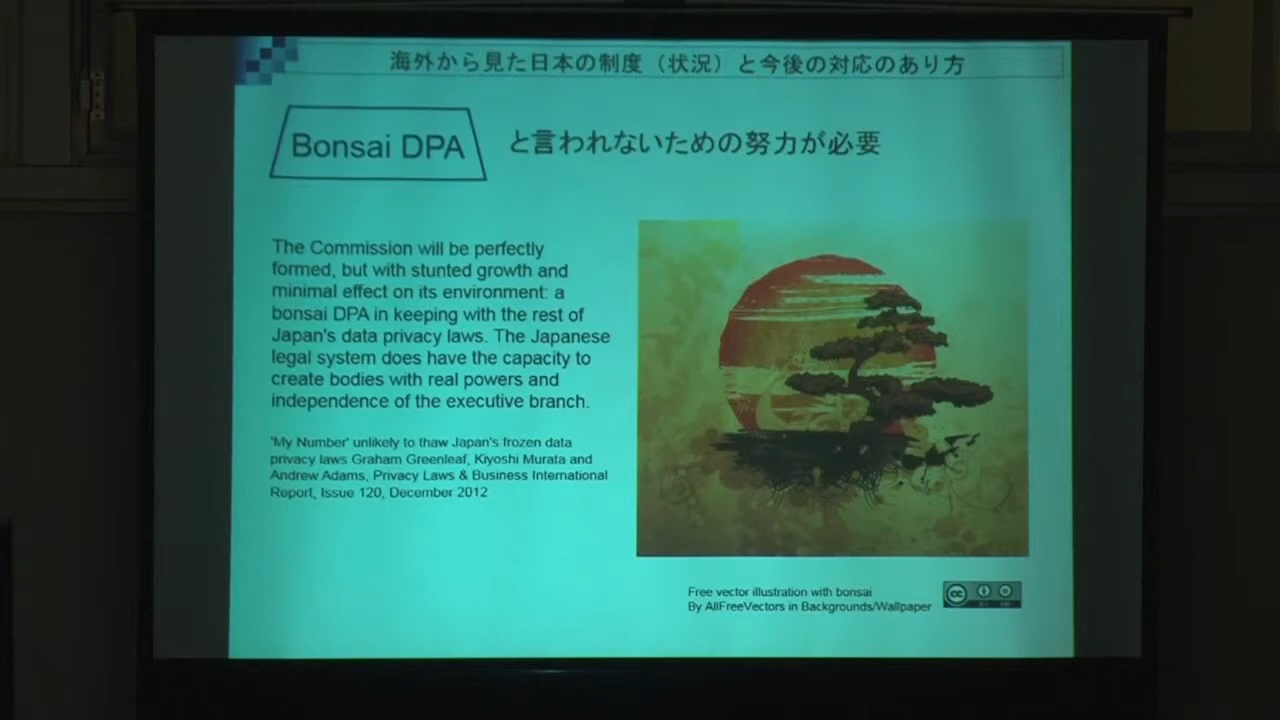 海外から見た日本の制度（状況）と今後の対応のあり方
Bonsai DPA と言われないための努力が必要
The Commission will be perfectly
formed, but with stunted growth and
minimal effect on its environment: a
bonsai DPA in keeping with the rest of
Japan's data privacy laws. The Japanese
legal system does have the capacity to
create bodies with real powers and
independence of the executive branch.
'My Number' unlikely to thaw Japan's frozen data
privacy laws Graham Greenleaf, Kiyoshi Murata and
Andrew Adams, Privacy Laws & Business International
Report, Issue 120, December 2012
Free vector illustration with bonsai
By AllFreeVectors in Backgrounds/Wallpaper
cc